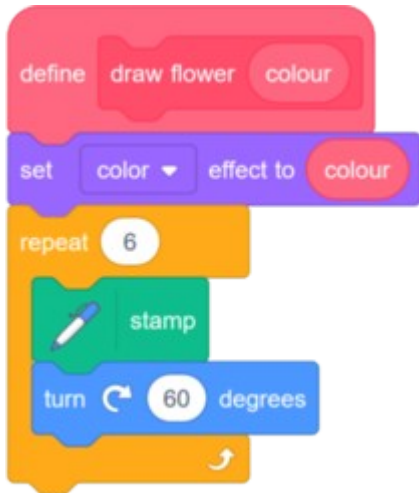 define draw flower colour
set color effect to colour
repeat 6
stamp
turn 60 degrees